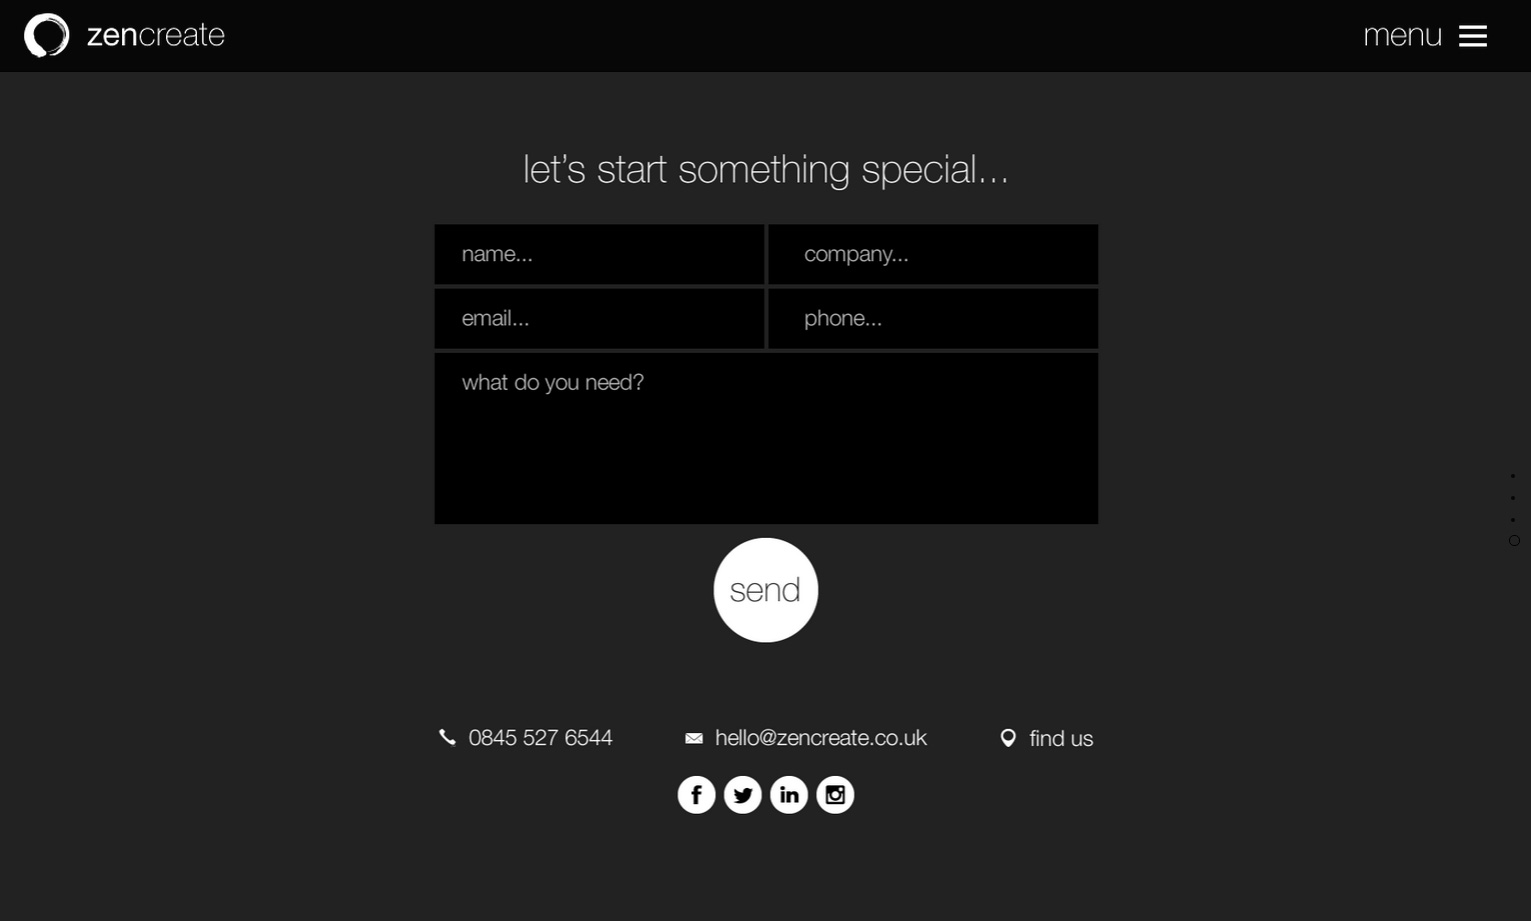 zencreate
menu
let's start something special...
name...
company...
email...
phone...
what do you need?
send
0845 527 6544
hello@zencreate.co.uk
find us